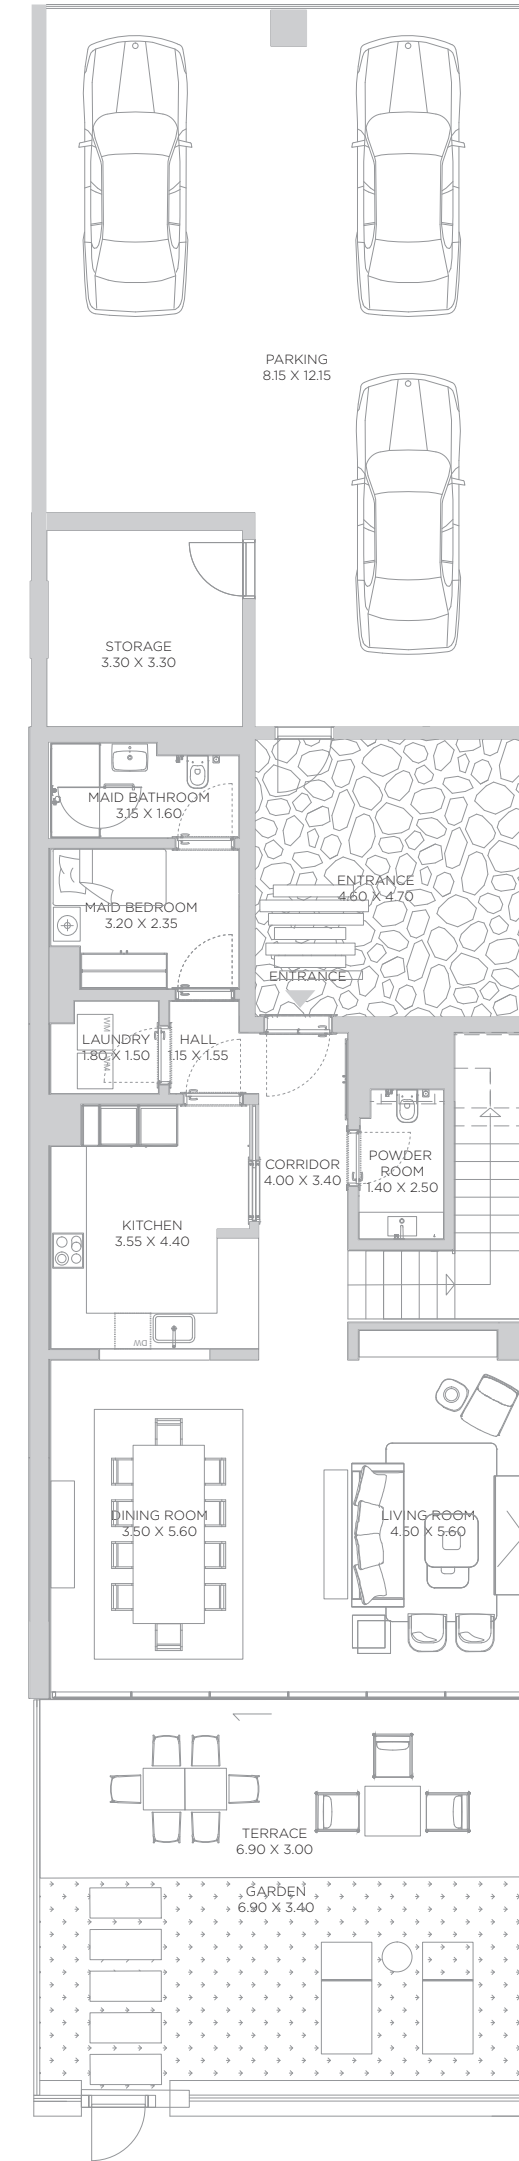 PARKING
8.15 X 12.15
STORAGE
3.30 X 3.30
MAID BATHROOM
3.15 X 1.60
ENTRANCE
4.60 X 4.70
MAID BEDROOM
3.20 X 2.35
ENTRANCE
WM
LAUNDRY
1.80 X 1.50
HALL
1.15 X 1.55
CORRIDOR
4.00 X 3.40
POWDER
ROOM
1.40 X 2.50
KITCHEN
3.55 X 4.40
DW
DINING ROOM
3.50 X 5.60
LIVING ROOM
4.50 X 5.60
TERRACE
6.90 X 3.00
GARDEN
6.90 X 3.40